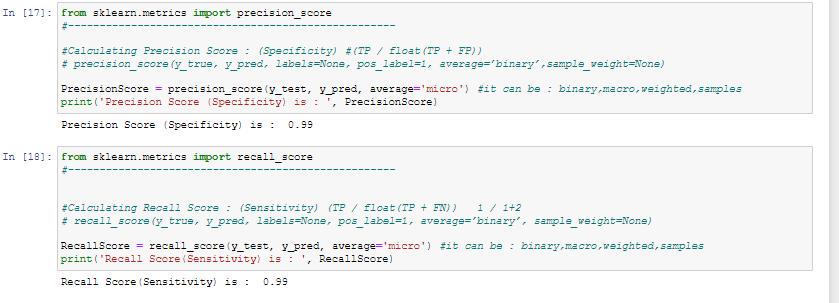 In [17]: from sklearn.metrics import precision_score
#----------------------------------------------------
#Calculating Precision Score : (Specificity) #(TP / float(TP + FP))
# precision_score(y_true, y_pred, labels=None, pos_label=1, average='binary',sample_weight=None)
PrecisionScore = precision_score(y_test, y_pred, average='micro') #it can be : binary,macro,weighted,samples
print('Precision Score (Specificity) is : ', PrecisionScore)
Precision Score (Specificity) is :  0.99
In [18]: from sklearn.metrics import recall_score
#----------------------------------------------------
#Calculating Recall Score : (Sensitivity) (TP / float(TP + FN))   1 / 1+2
# recall_score(y_true, y_pred, labels=None, pos_label=1, average='binary', sample_weight=None)
RecallScore = recall_score(y_test, y_pred, average='micro') #it can be : binary,macro,weighted,samples
print('Recall Score(Sensitivity) is : ', RecallScore)
Recall Score(Sensitivity) is :  0.99